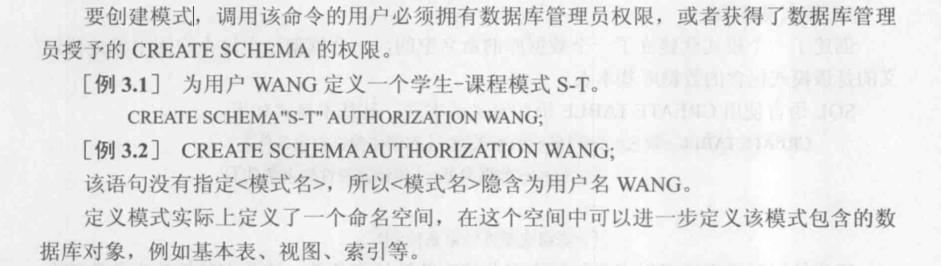 要创建模式，调用该命令的用户必须拥有数据库管理员权限，或者获得了数据库管理
员授予的 CREATE SCHEMA 的权限。
［例 3.1］ 为用户 WANG 定义一个学生-课程模式 S-T。
CREATE SCHEMA"S-T" AUTHORIZATION WANG;
［例 3.2］ CREATE SCHEMA AUTHORIZATION WANG;
该语句没有指定<模式名>，所以<模式名>隐含为用户名 WANG。
定义模式实际上定义了一个命名空间，在这个空间中可以进一步定义该模式包含的数
据库对象，例如基本表、视图、索引等。